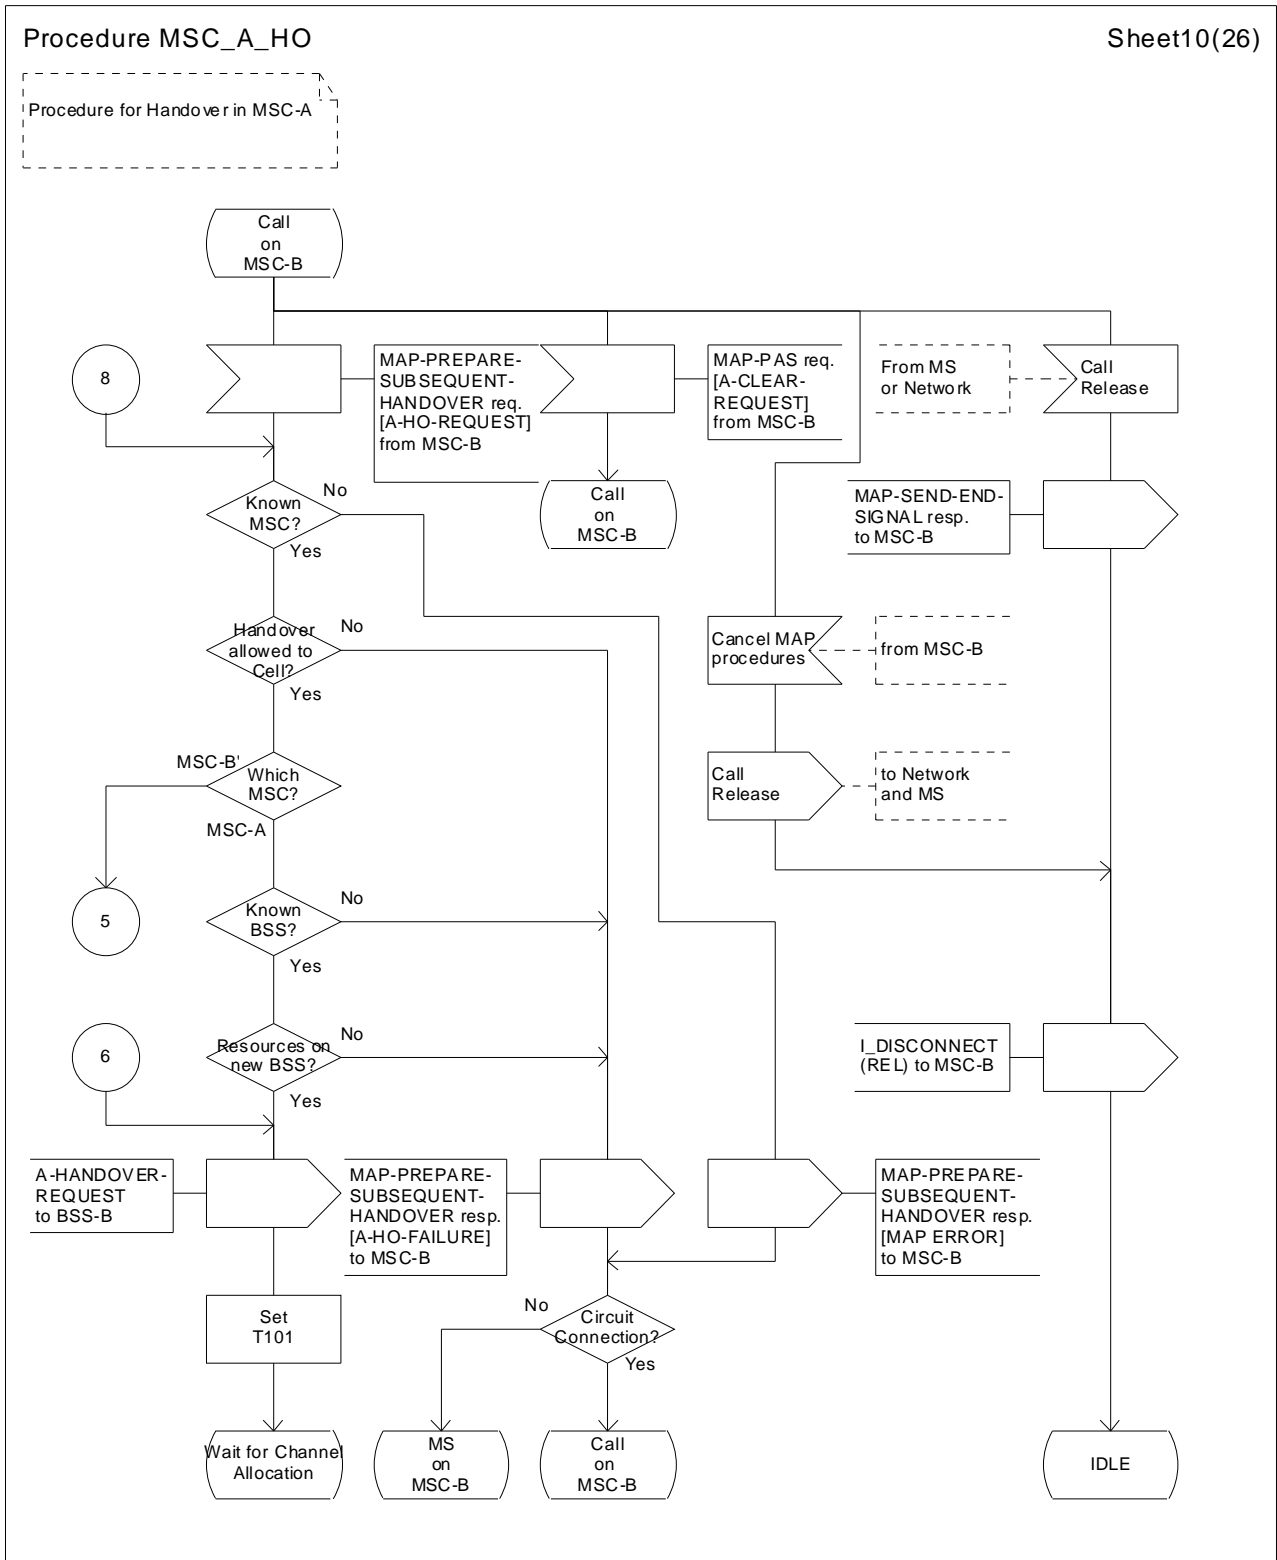 Procedure MSC_A_HO
Sheet10(26)
Procedure for Handover in MSC-A
Call
on
MSC-B
8
MAP-PREPARE-
SUBSEQUENT-
HANDOVER req.
[A-HO-REQUEST]
from MSC-B
MAP-PAS req.
[A-CLEAR-
REQUEST]
from MSC-B
From MS
or Network
Call
Release
Known
MSC?
No
Yes
Call
on
MSC-B
MAP-SEND-END-
SIGNAL resp.
to MSC-B
Handover
allowed to
Cell?
No
Yes
Cancel MAP
procedures
from MSC-B
MSC-B'
Which
MSC?
MSC-A
Call
Release
to Network
and MS
5
Known
BSS?
No
Yes
6
Resources on
new BSS?
No
Yes
I_DISCONNECT
(REL) to MSC-B
A-HANDOVER-
REQUEST
to BSS-B
MAP-PREPARE-
SUBSEQUENT-
HANDOVER resp.
[A-HO-FAILURE]
to MSC-B
MAP-PREPARE-
SUBSEQUENT-
HANDOVER resp.
[MAP ERROR]
to MSC-B
Set
T101
No
Circuit
Connection?
Yes
Wait for Channel
Allocation
MS
on
MSC-B
Call
on
MSC-B
IDLE